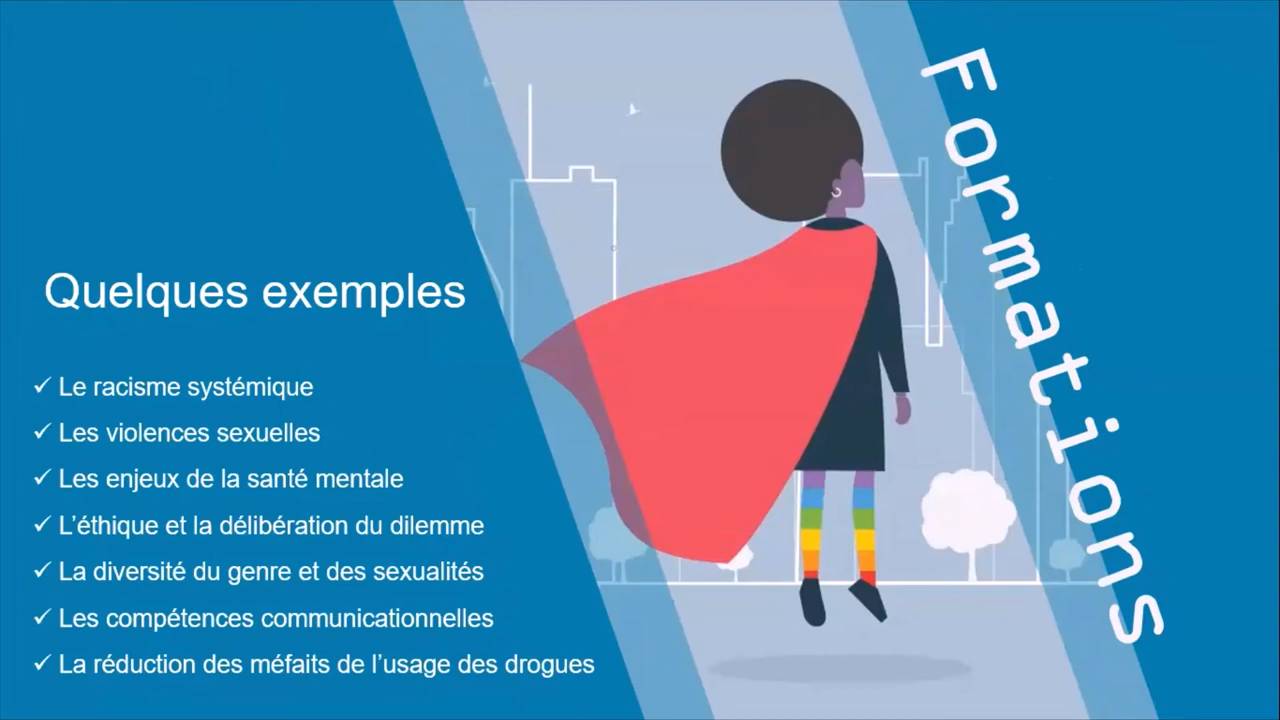 Formations
Quelques exemples
✓ Le racisme systémique
✓ Les violences sexuelles
✓ Les enjeux de la santé mentale
✓ L’éthique et la délibération du dilemme
✓ La diversité du genre et des sexualités
✓ Les compétences communicationnelles
✓ La réduction des méfaits de l’usage des drogues